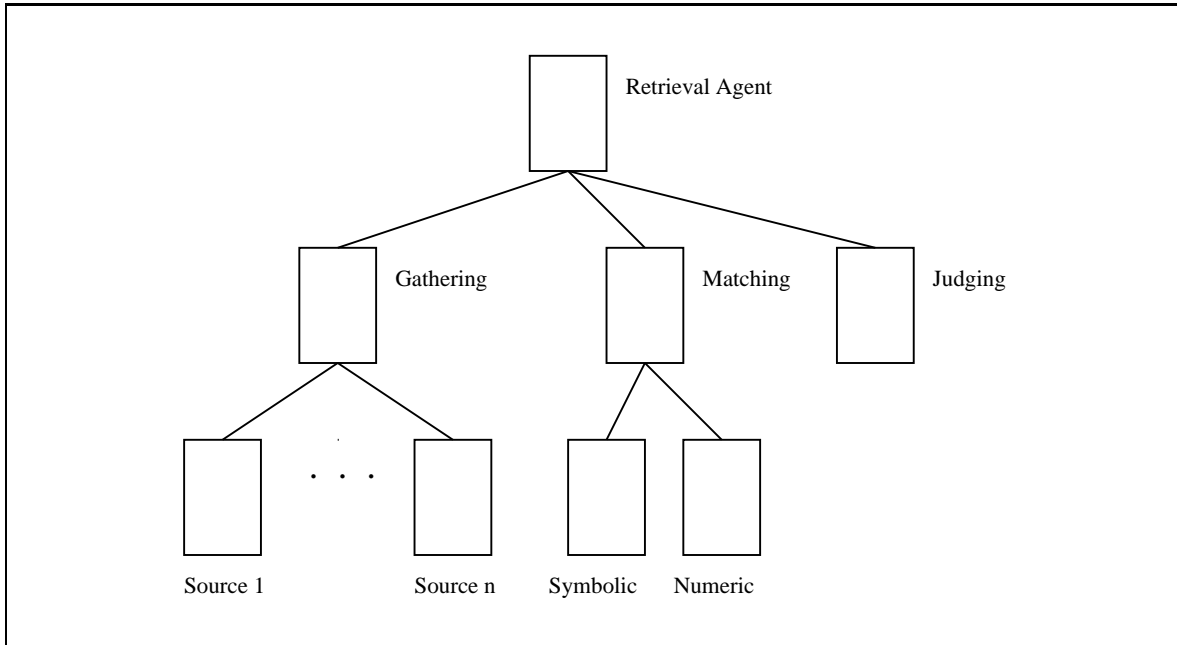 Retrieval Agent
Gathering
Matching
Judging
. . .
Source 1
Source n
Symbolic
Numeric